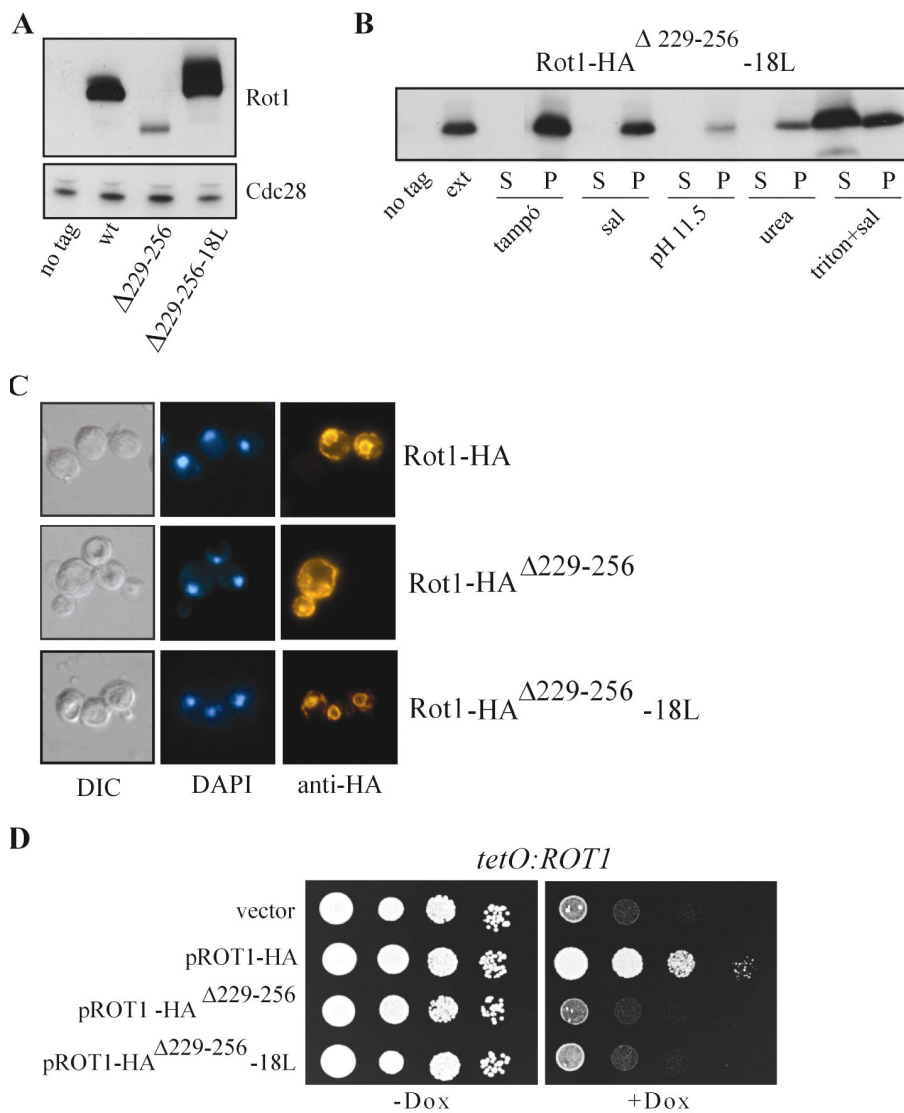 A
Rot1
Cdc28
no tag
wt
Δ229-256
Δ229-256-18L
B
Rot1-HA Δ 229-256 -18L
no tag
ext
S P S P S P S P S P
tampó
sal
pH 11.5
urea
triton+sal
C
Rot1-HA
Rot1-HA Δ229-256
Rot1-HA Δ229-256 -18L
DIC DAPI anti-HA
D
tetO:ROT1
vector
pROT1-HA
pROT1-HA Δ229-256
pROT1-HA Δ229-256 -18L
-Dox +Dox